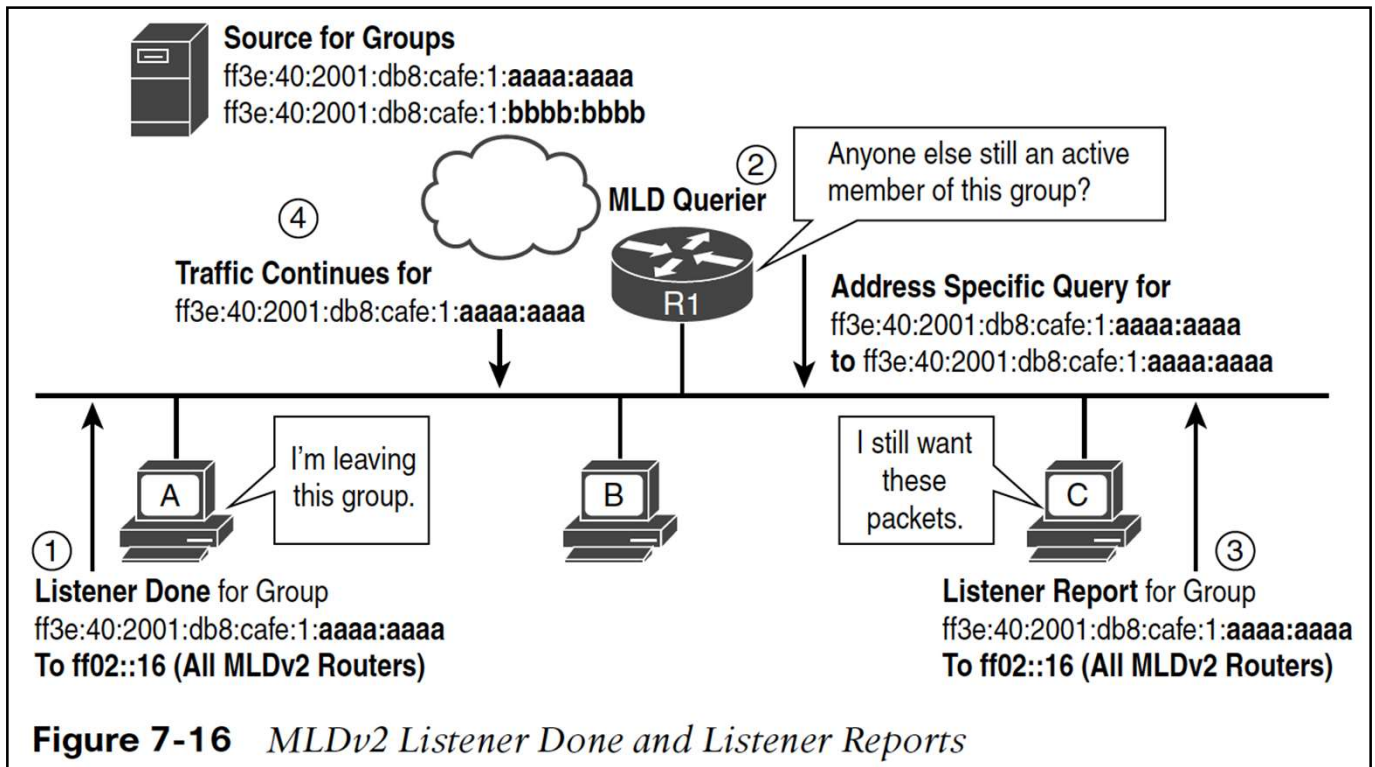 Source for Groups
ff3e:40:2001:db8:cafe:1:aaaa:aaaa
ff3e:40:2001:db8:cafe:1:bbbb:bbbb
②
MLD Querier
Anyone else still an active
member of this group?
④
Traffic Continues for
ff3e:40:2001:db8:cafe:1:aaaa:aaaa
R1
Address Specific Query for
ff3e:40:2001:db8:cafe:1:aaaa:aaaa
to ff3e:40:2001:db8:cafe:1:aaaa:aaaa
A
I'm leaving
this group.
B
I still want
these
packets.
C
①
Listener Done for Group
ff3e:40:2001:db8:cafe:1:aaaa:aaaa
To ff02::16 (All MLDv2 Routers)
③
Listener Report for Group
ff3e:40:2001:db8:cafe:1:aaaa:aaaa
To ff02::16 (All MLDv2 Routers)
Figure 7-16 MLDv2 Listener Done and Listener Reports